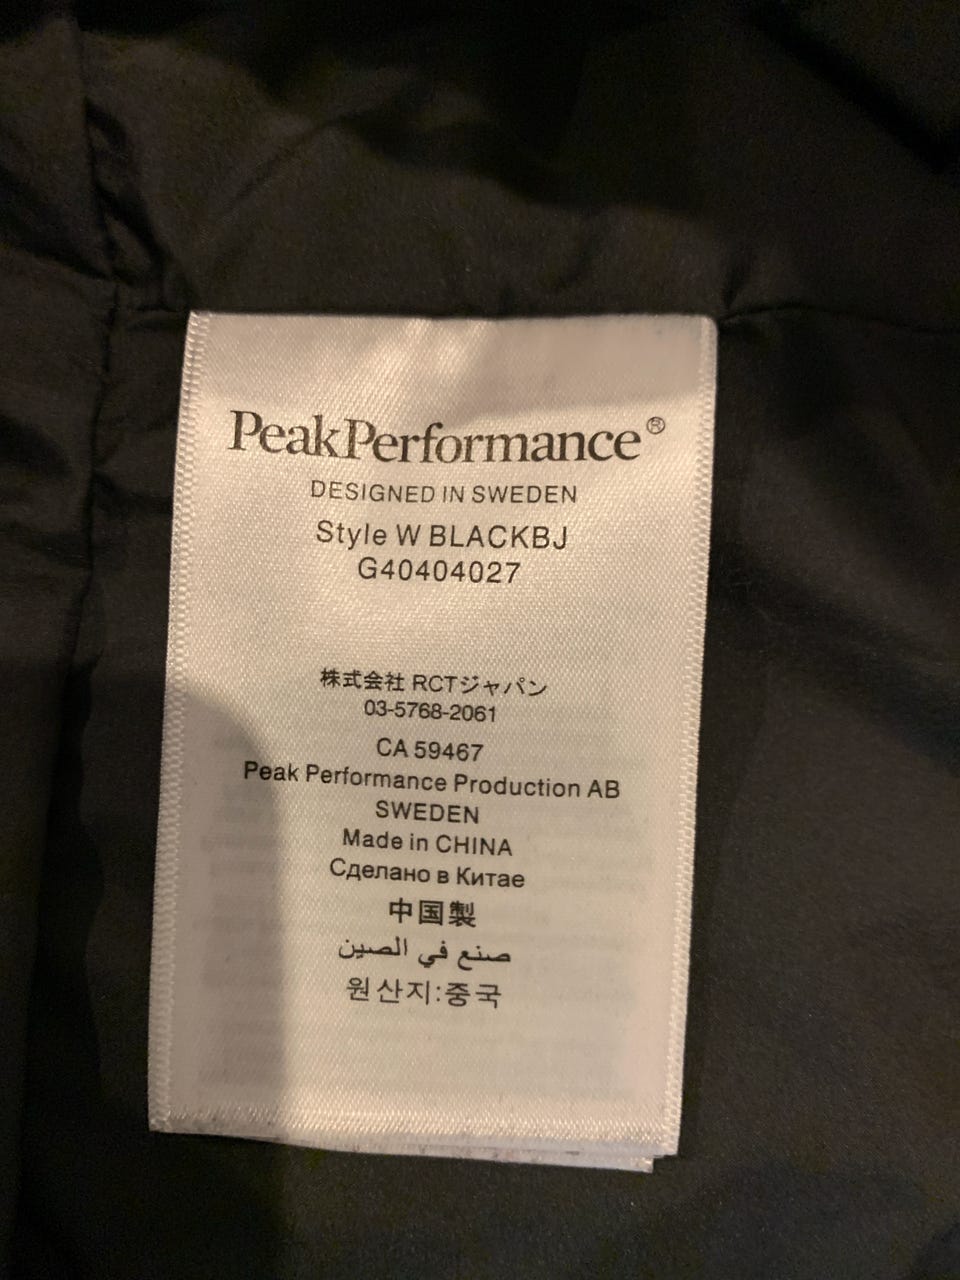 PeakPerformance®
DESIGNED IN SWEDEN
Style W BLACKBJ
G40404027
株式会社 RCTジャパン
03-5768-2061
CA 59467
Peak Performance Production AB
SWEDEN
Made in CHINA
Сделано в Китае
中国製
صنع في الصين
원산지:중국